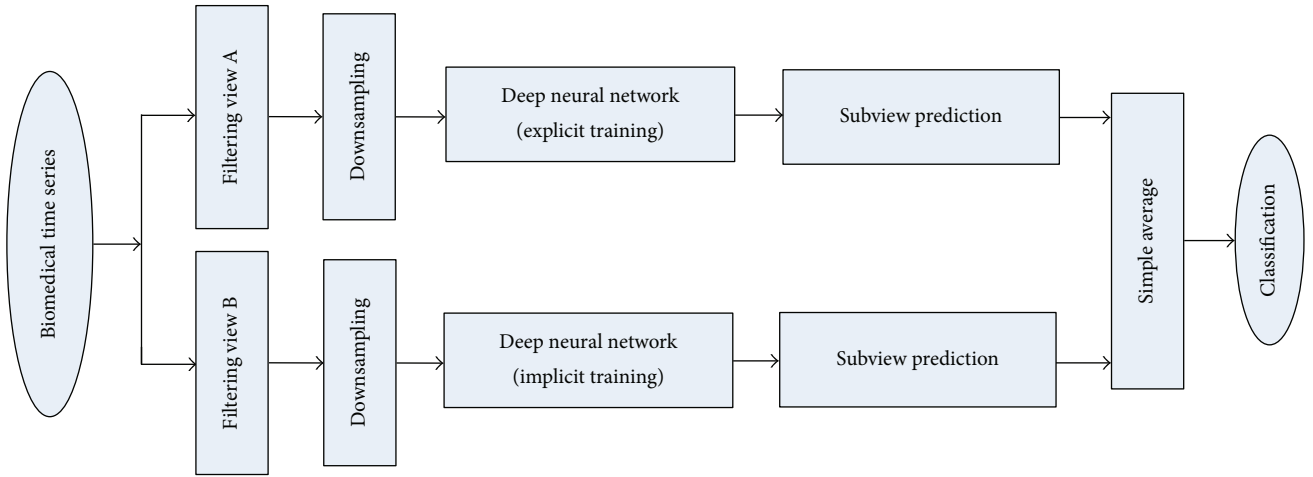 Biomedical time series
Filtering view A
Downsampling
Deep neural network
(explicit training)
Subview prediction
Filtering view B
Downsampling
Deep neural network
(implicit training)
Subview prediction
Simple average
Classification